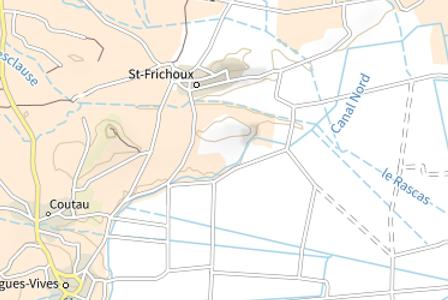 esclause
St-Frichoux
Canal Nord
le Rascas
Coutau
gues-Vives